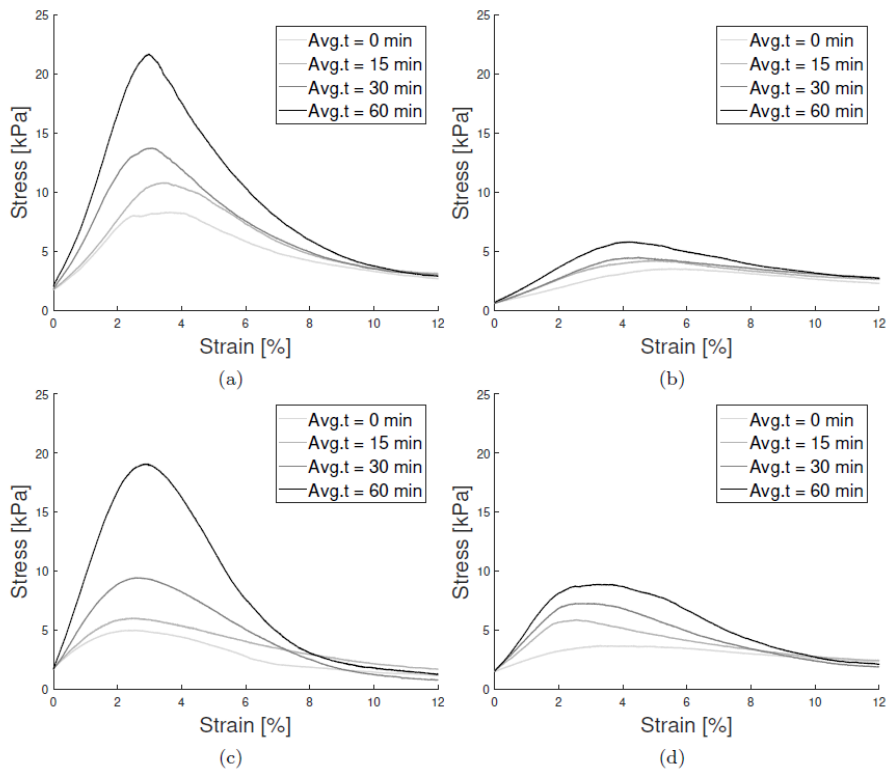 25
20
15
10
5
0
Stress [kPa]
0 2 4 6 8 10 12
Strain [%]
Avg.t = 0 min
Avg.t = 15 min
Avg.t = 30 min
Avg.t = 60 min
(a)
25
20
15
10
5
0
Stress [kPa]
0 2 4 6 8 10 12
Strain [%]
Avg.t = 0 min
Avg.t = 15 min
Avg.t = 30 min
Avg.t = 60 min
(b)
25
20
15
10
5
0
Stress [kPa]
0 2 4 6 8 10 12
Strain [%]
Avg.t = 0 min
Avg.t = 15 min
Avg.t = 30 min
Avg.t = 60 min
(c)
25
20
15
10
5
0
Stress [kPa]
0 2 4 6 8 10 12
Strain [%]
Avg.t = 0 min
Avg.t = 15 min
Avg.t = 30 min
Avg.t = 60 min
(d)